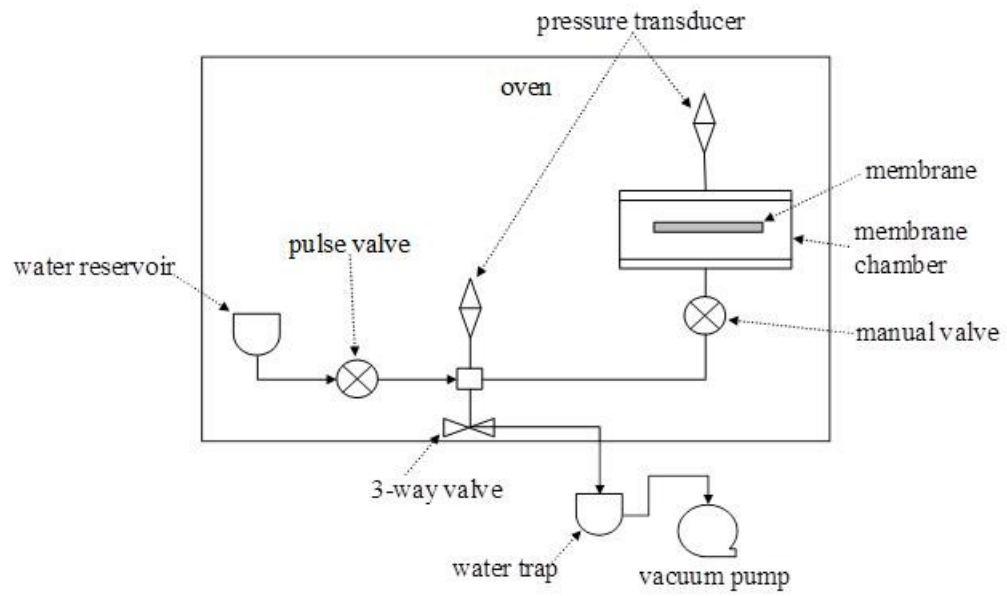 pressure transducer
oven
membrane
membrane
chamber
pulse valve
water reservoir
manual valve
3-way valve
water trap
vacuum pump